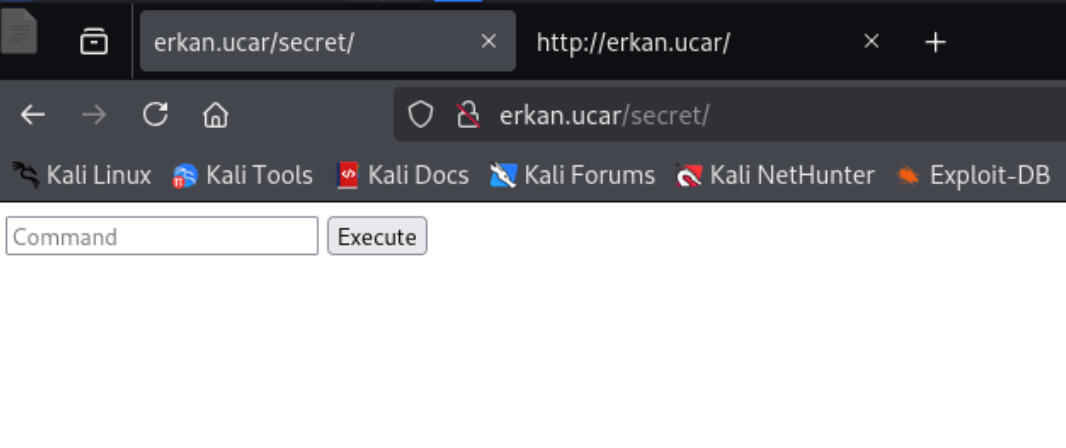 erkan.ucar/secret/ http://erkan.ucar/
erkan.ucar/secret/
Kali Linux Kali Tools Kali Docs Kali Forums Kali NetHunter Exploit-DB
Command Execute